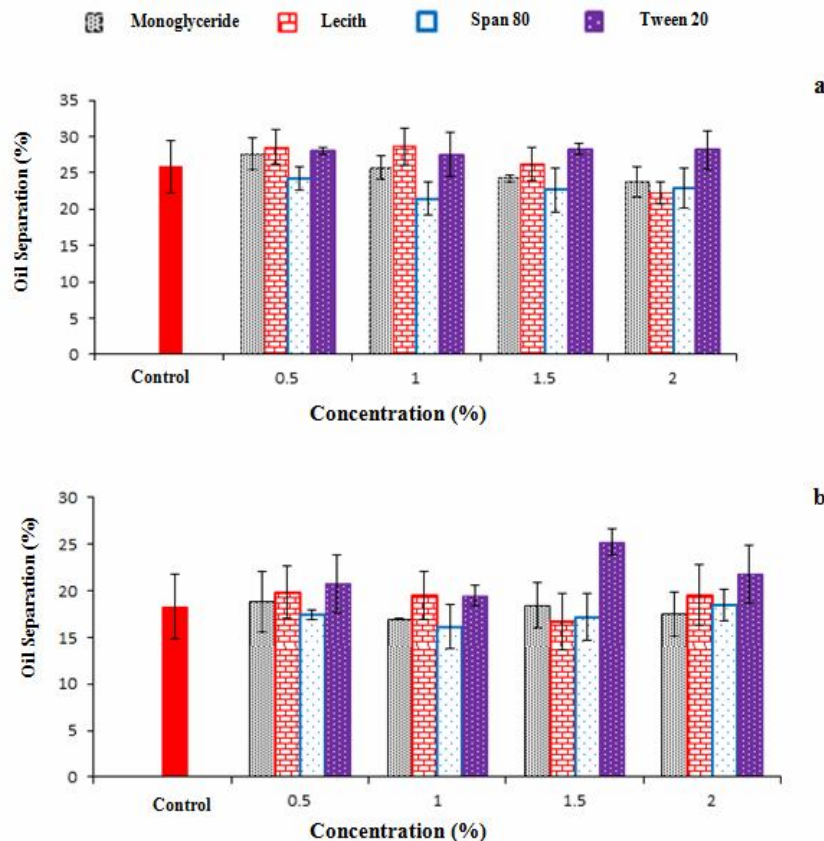 Monoglyceride Lecith Span 80 Tween 20
a
35
30
25
20
15
10
5
0
Oil Separation (%)
Control 0.5 1 1.5 2
Concentration (%)
b
30
25
20
15
10
5
0
Oil Separation (%)
Control 0.5 1 1.5 2
Concentration (%)